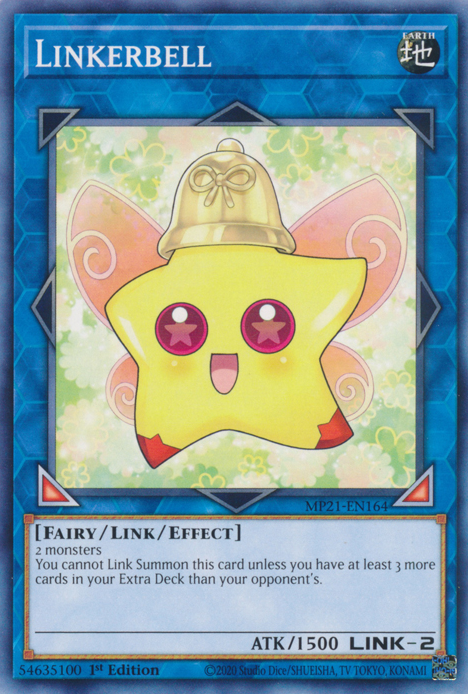 LINKERBELL
EARTH
地
MP21-EN164
[FAIRY/LINK/EFFECT]
2 monsters
You cannot Link Summon this card unless you have at least 3 more
cards in your Extra Deck than your opponent's.
ATK/1500 LINK-2
54635100 1st Edition ©2020 Studio Dice/SHUEISHA, TV TOKYO, KONAMI